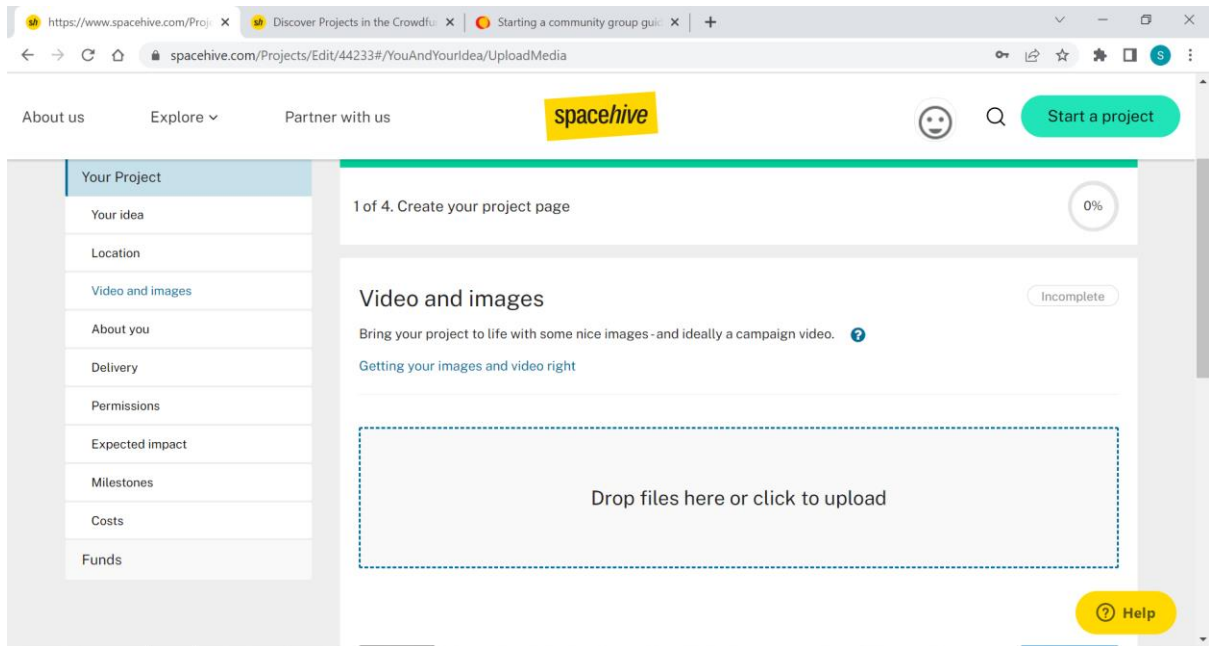 https://www.spacehive.com/Proje
Discover Projects in the Crowdfu
Starting a community group guid
spacehive.com/Projects/Edit/44233#/YouAndYourIdea/UploadMedia
S
About us
Explore
Partner with us
spacehive
Start a project
Your Project
Your idea
Location
Video and images
About you
Delivery
Permissions
Expected impact
Milestones
Costs
Funds
1 of 4. Create your project page
0%
Video and images
Incomplete
Bring your project to life with some nice images - and ideally a campaign video.
Getting your images and video right
Drop files here or click to upload
Help